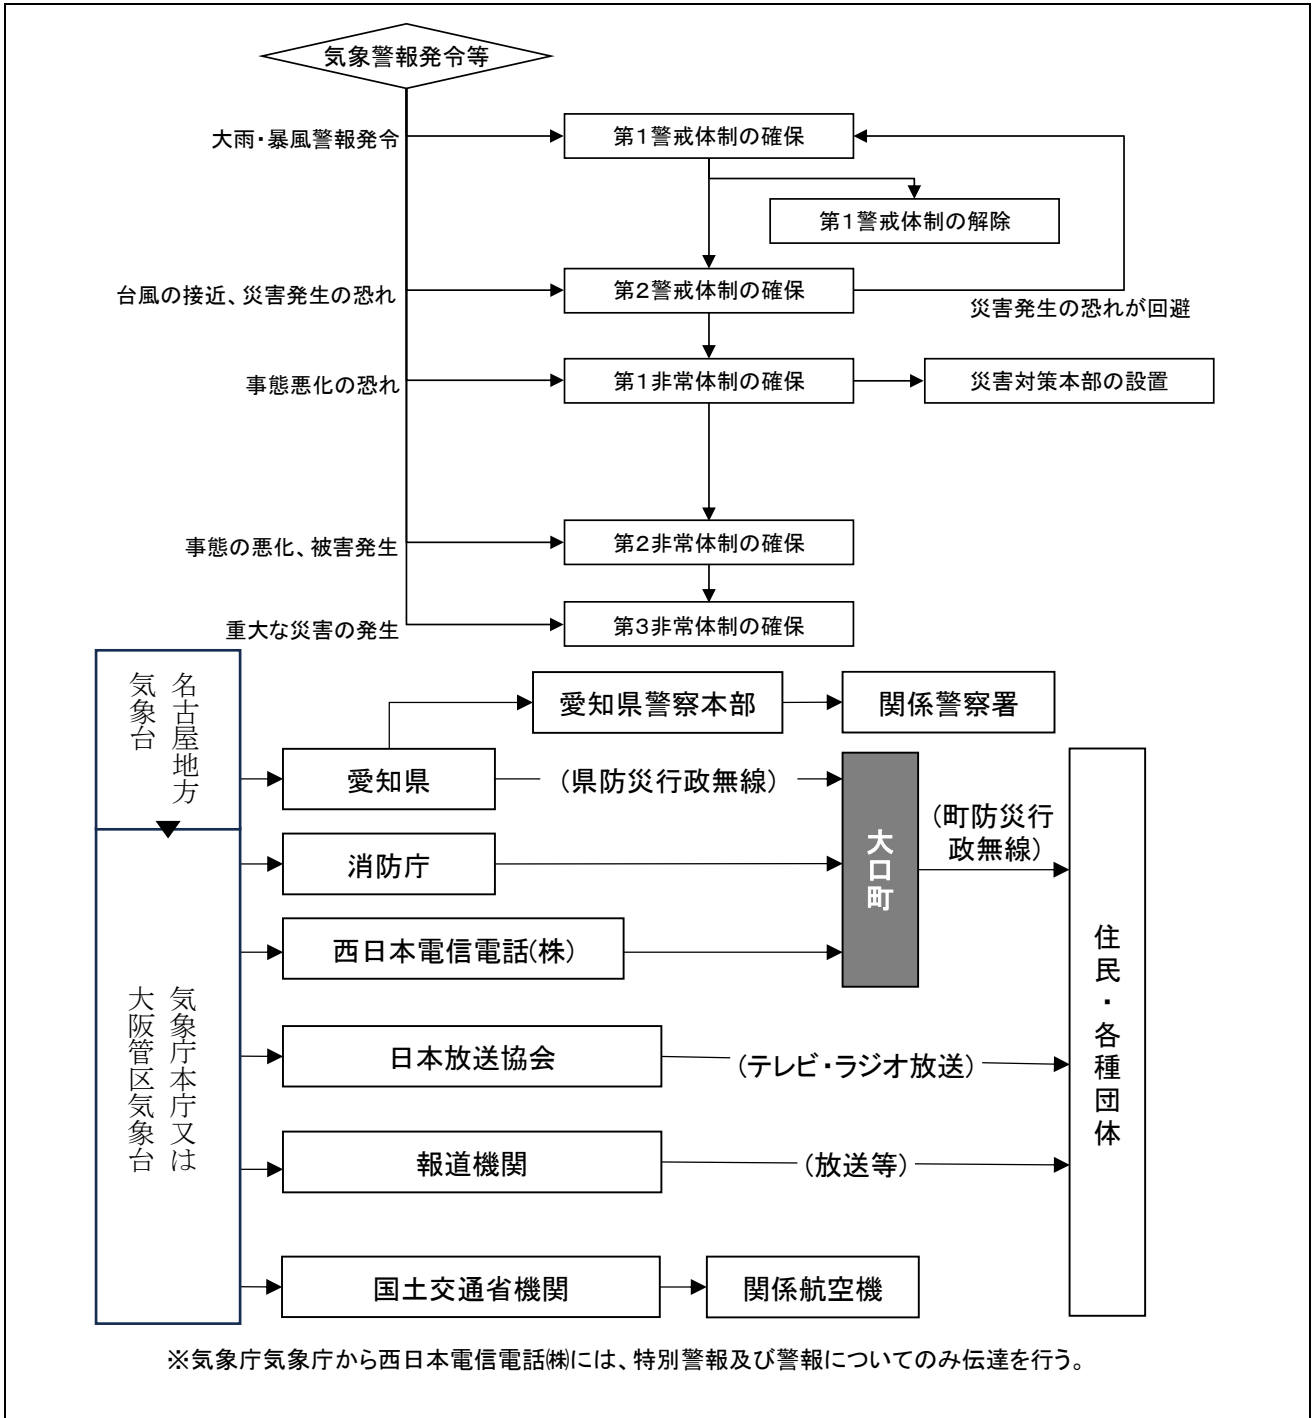 気象警報発令等
大雨・暴風警報発令
第１警戒体制の確保
第１警戒体制の解除
台風の接近、災害発生の恐れ
第２警戒体制の確保
災害発生の恐れが回避
事態悪化の恐れ
第１非常体制の確保
災害対策本部の設置
事態の悪化、被害発生
第２非常体制の確保
重大な災害の発生
第３非常体制の確保
名古屋地方
気象台
愛知県警察本部
関係警察署
愛知県
(県防災行政無線)
大口町
(町防災行
政無線)
消防庁
西日本電信電話(株)
住民・各種団体
気象庁本庁又は
大阪管区気象台
日本放送協会
(テレビ・ラジオ放送)
報道機関
(放送等)
国土交通省機関
関係航空機
※気象庁気象庁から西日本電信電話㈱には、特別警報及び警報についてのみ伝達を行う。